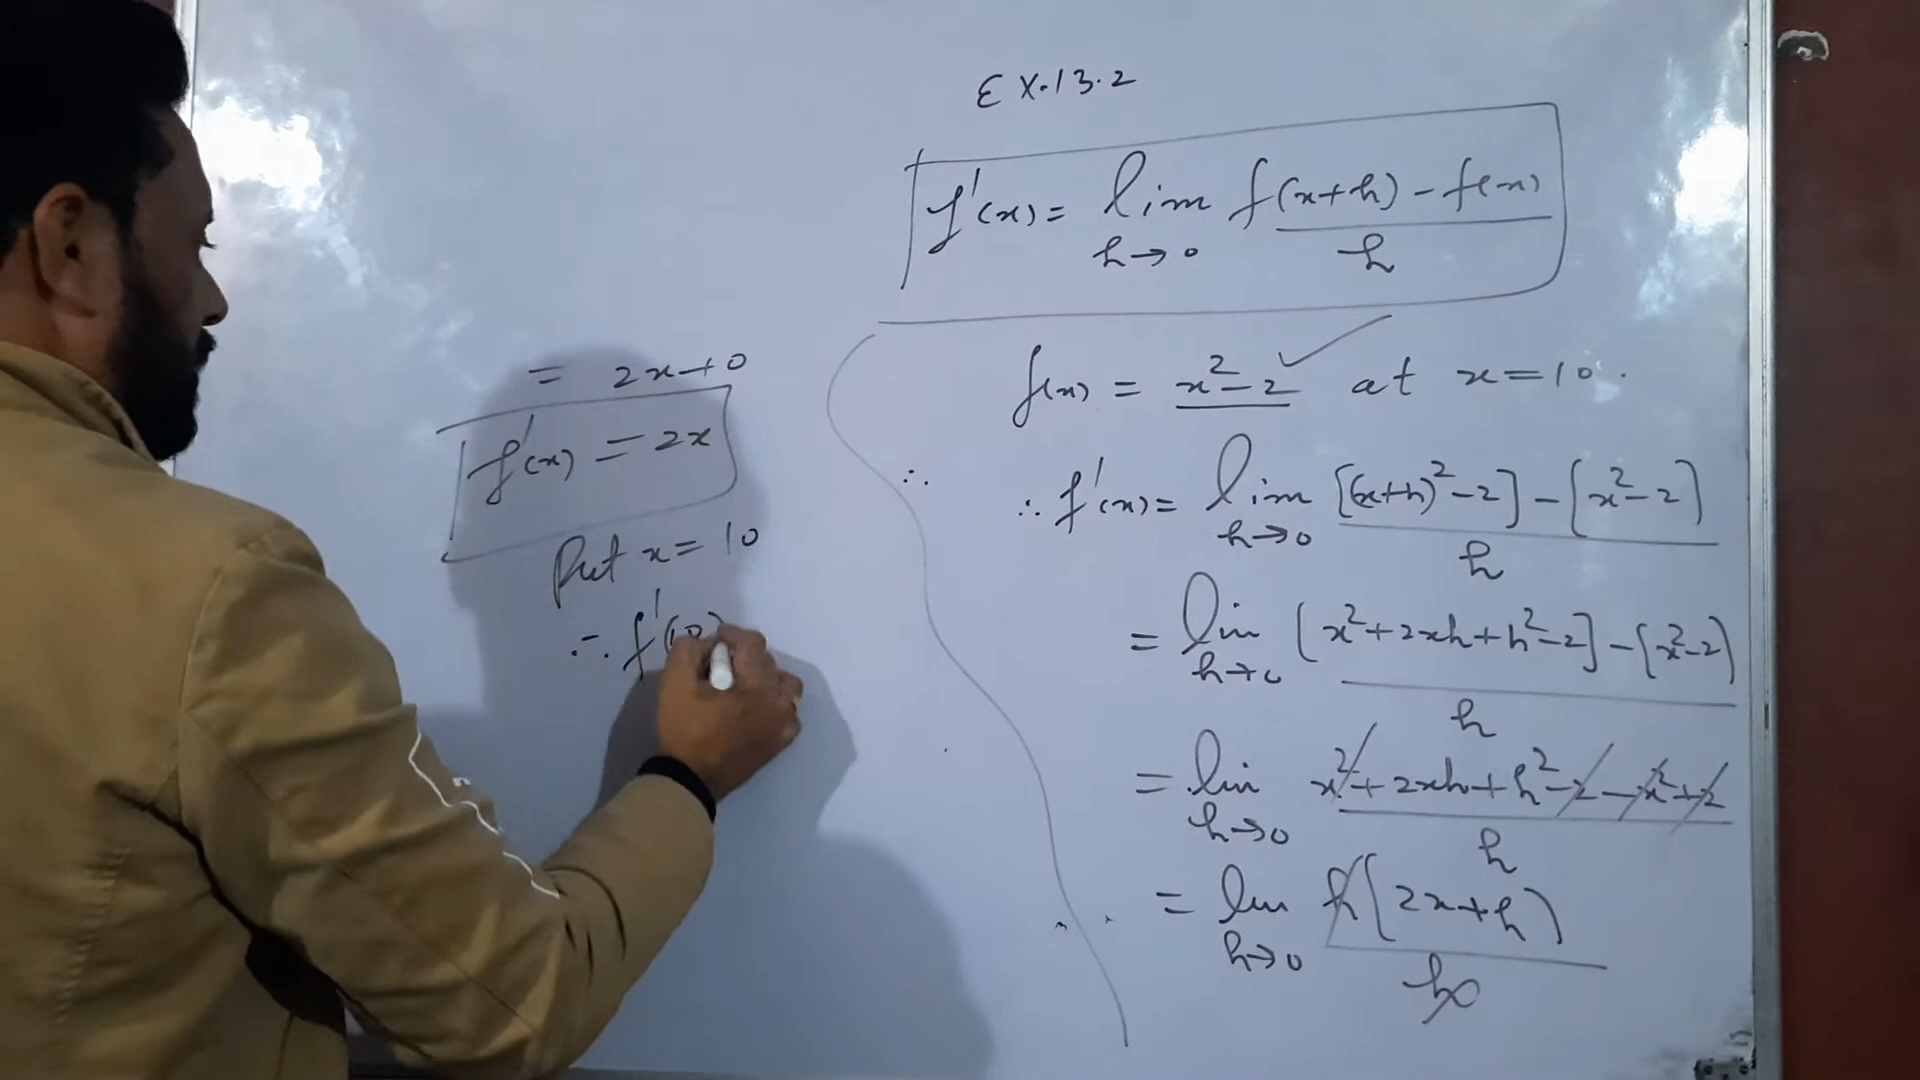 Ex.13.2
f'(x) = lim f(x+h) - f(x)
h→0 h
f(x) = x²-2 at x=10.
∴ f'(x) = lim [(x+h)²-2] - [x²-2]
h→0 h
= lim [x²+2xh+h²-2] - [x²-2]
h→0 h
= lim x²+2xh+h²-2-x²+2
h→0 h
= lim h(2x+h)
h→0 h
= 2x+0
f'(x) = 2x
Put x = 10
∴ f'(10)